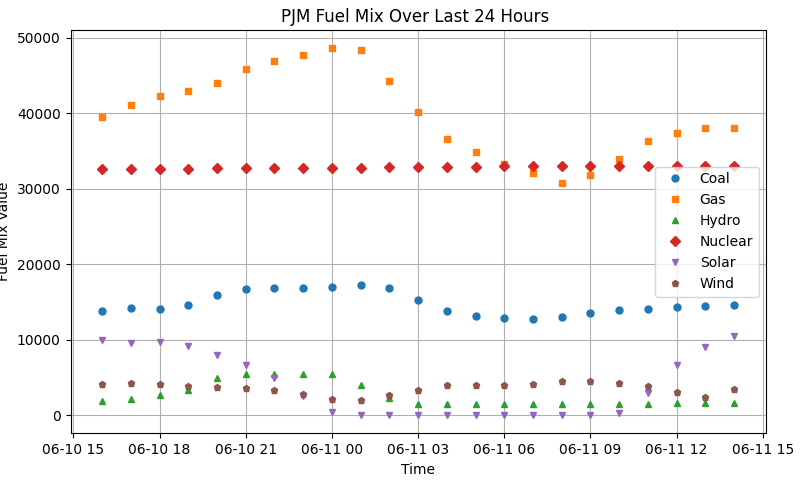 PJM Fuel Mix Over Last 24 Hours
50000
40000
30000
20000
10000
0
Fuel Mix Value
Coal
Gas
Hydro
Nuclear
Solar
Wind
06-10 15 06-10 18 06-10 21 06-11 00 06-11 03 06-11 06 06-11 09 06-11 12 06-11 15
Time